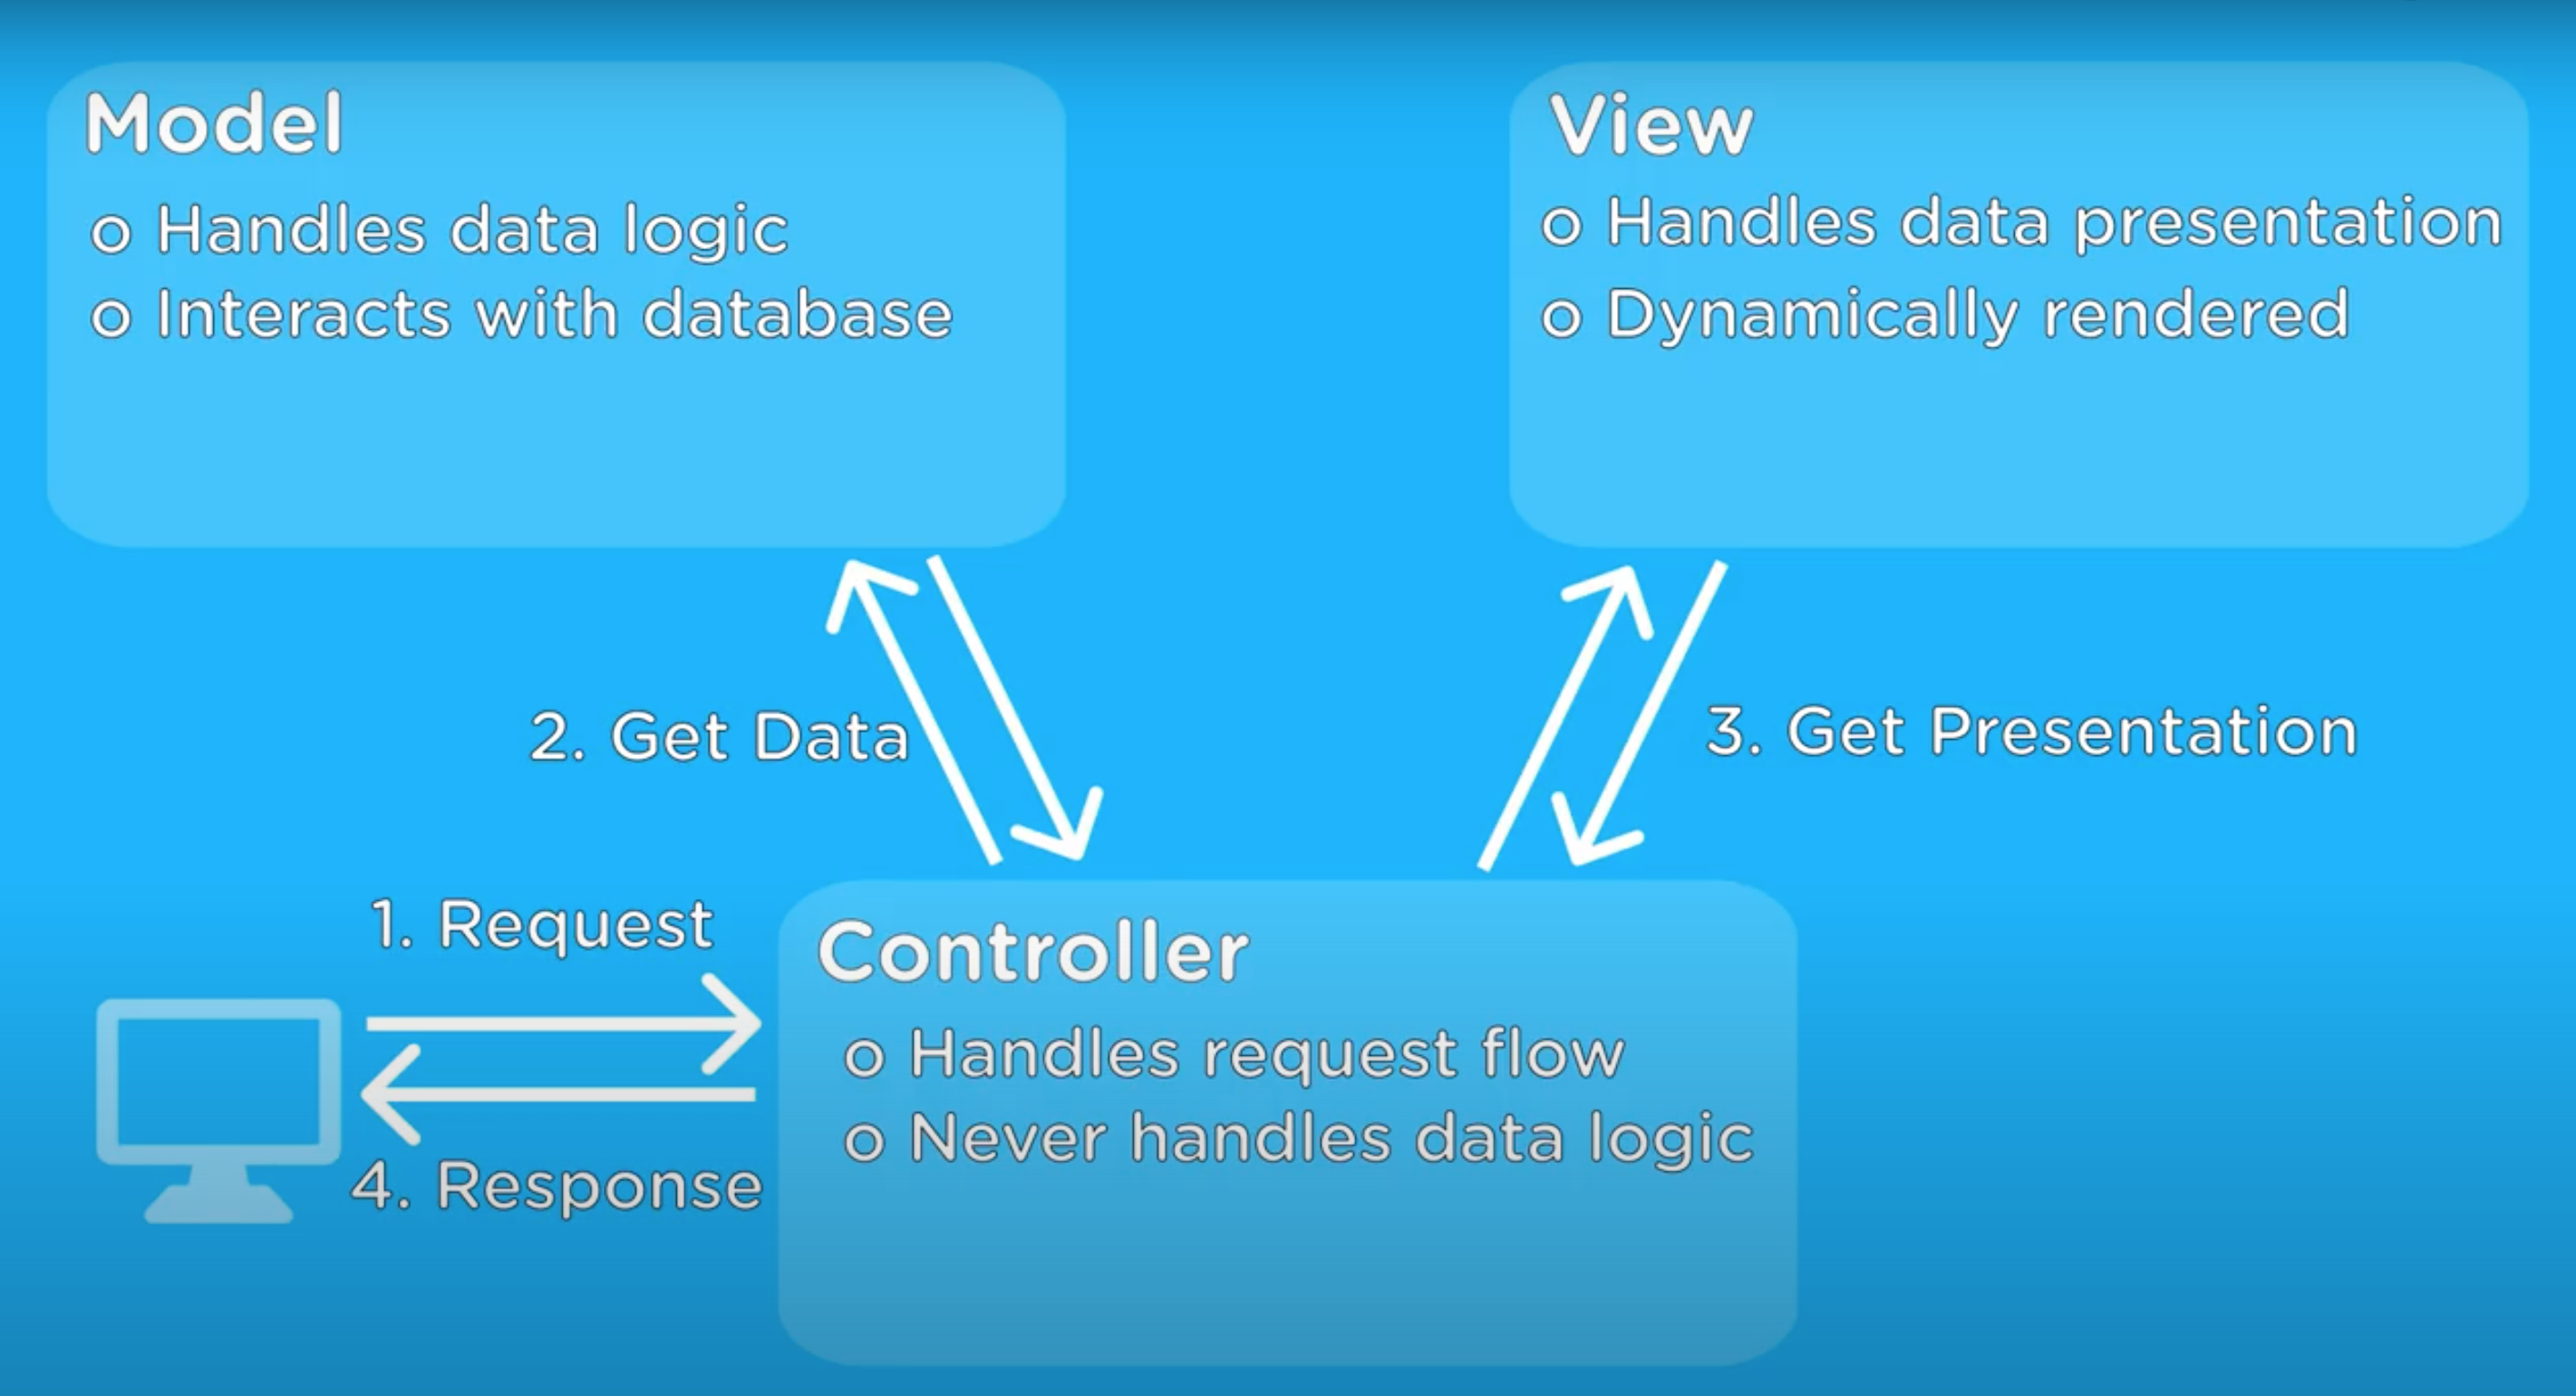 Model
o Handles data logic
o Interacts with database
View
o Handles data presentation
o Dynamically rendered
2. Get Data
3. Get Presentation
1. Request
4. Response
Controller
o Handles request flow
o Never handles data logic